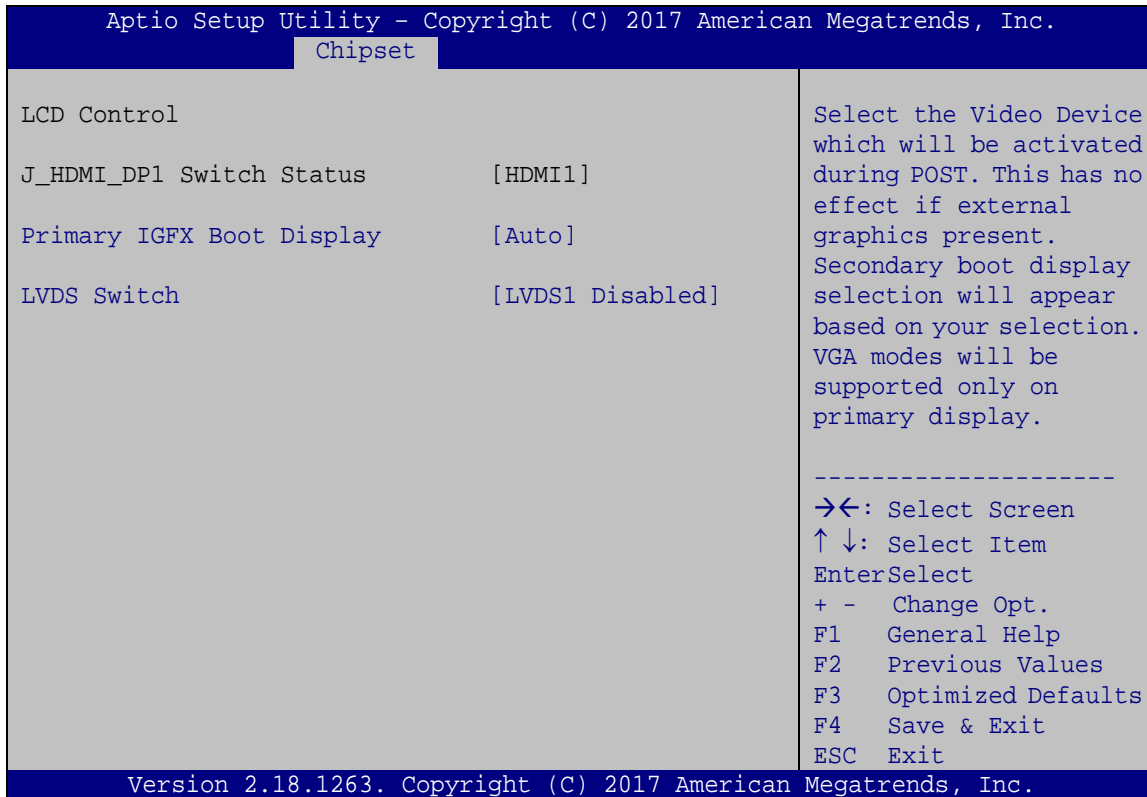 Aptio Setup Utility – Copyright (C) 2017 American Megatrends, Inc.
Chipset
LCD Control
J_HDMI_DP1 Switch Status [HDMI1]
Primary IGFX Boot Display [Auto]
LVDS Switch [LVDS1 Disabled]
Select the Video Device
which will be activated
during POST. This has no
effect if external
graphics present.
Secondary boot display
selection will appear
based on your selection.
VGA modes will be
supported only on
primary display.
---------------------
→←: Select Screen
↑ ↓: Select Item
EnterSelect
+ - Change Opt.
F1 General Help
F2 Previous Values
F3 Optimized Defaults
F4 Save & Exit
ESC Exit
Version 2.18.1263. Copyright (C) 2017 American Megatrends, Inc.